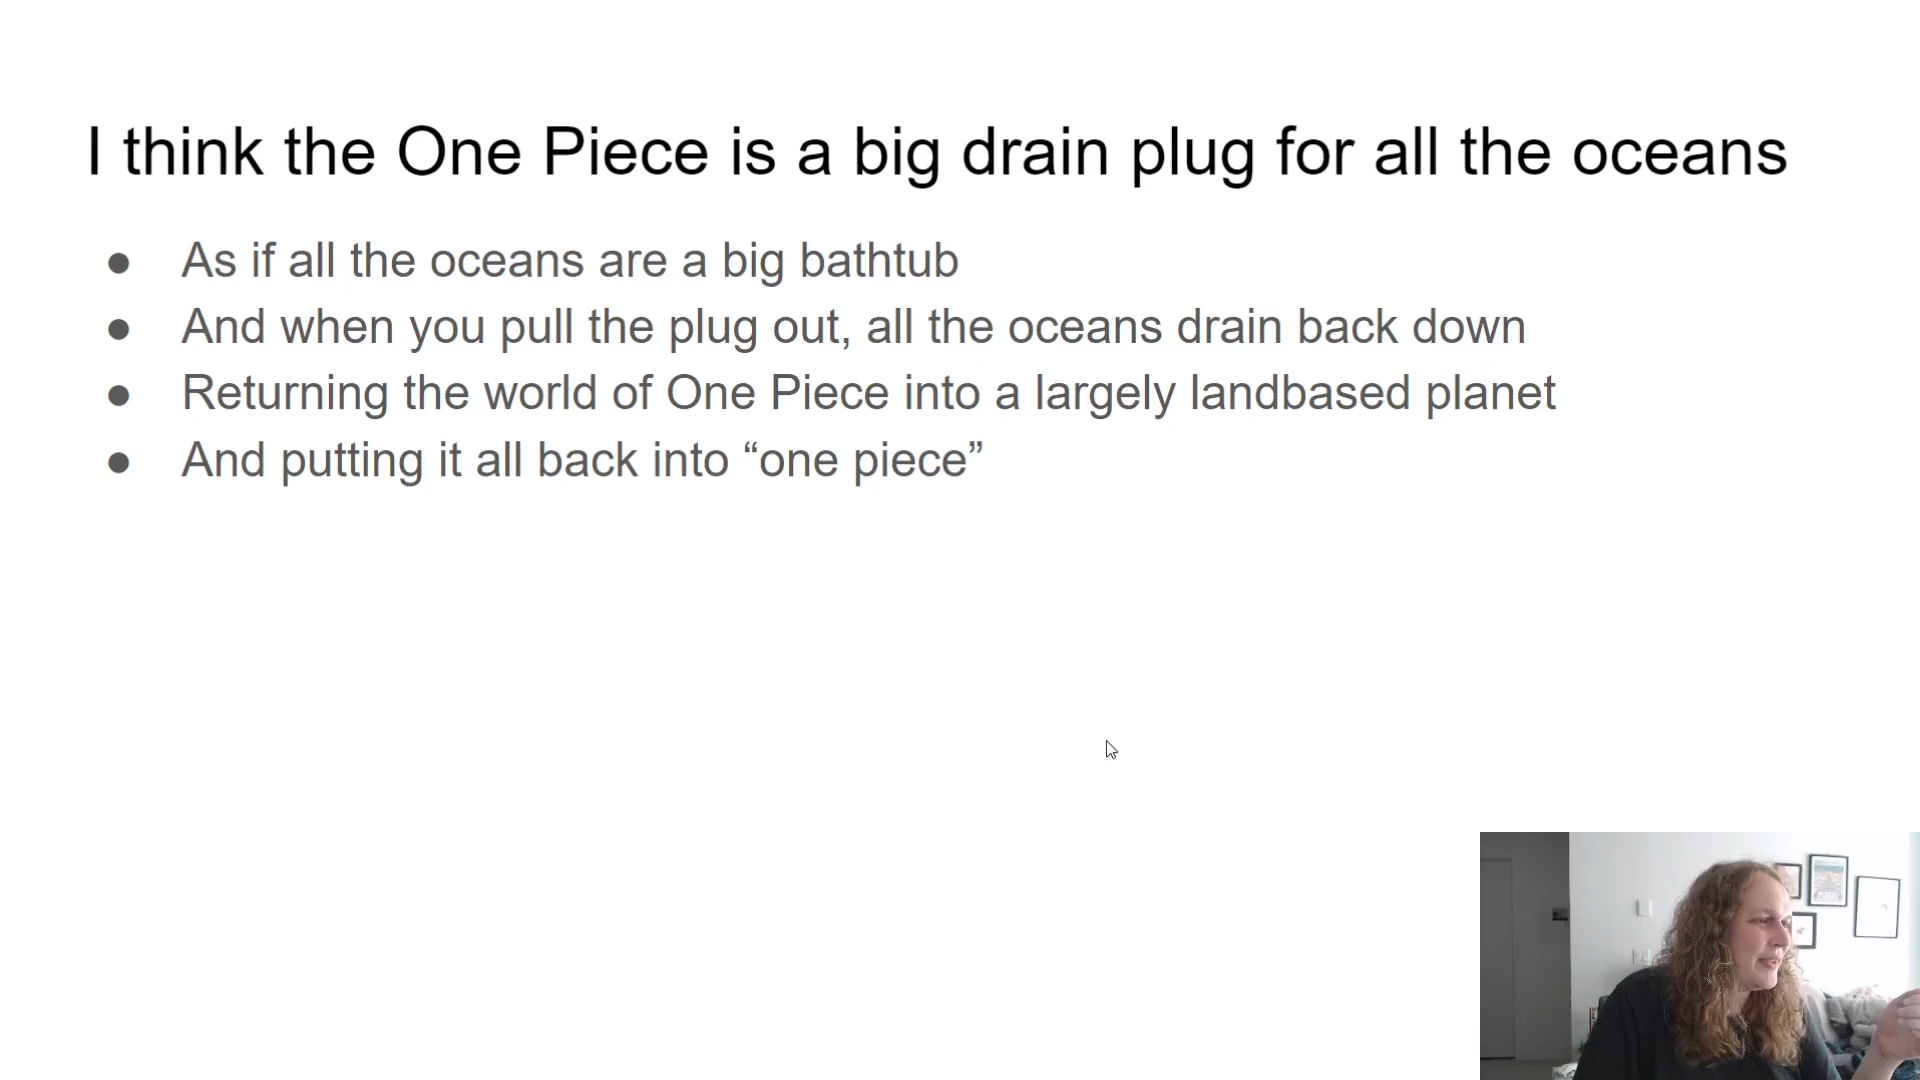 I think the One Piece is a big drain plug for all the oceans
● As if all the oceans are a big bathtub
● And when you pull the plug out, all the oceans drain back down
● Returning the world of One Piece into a largely landbased planet
● And putting it all back into “one piece”